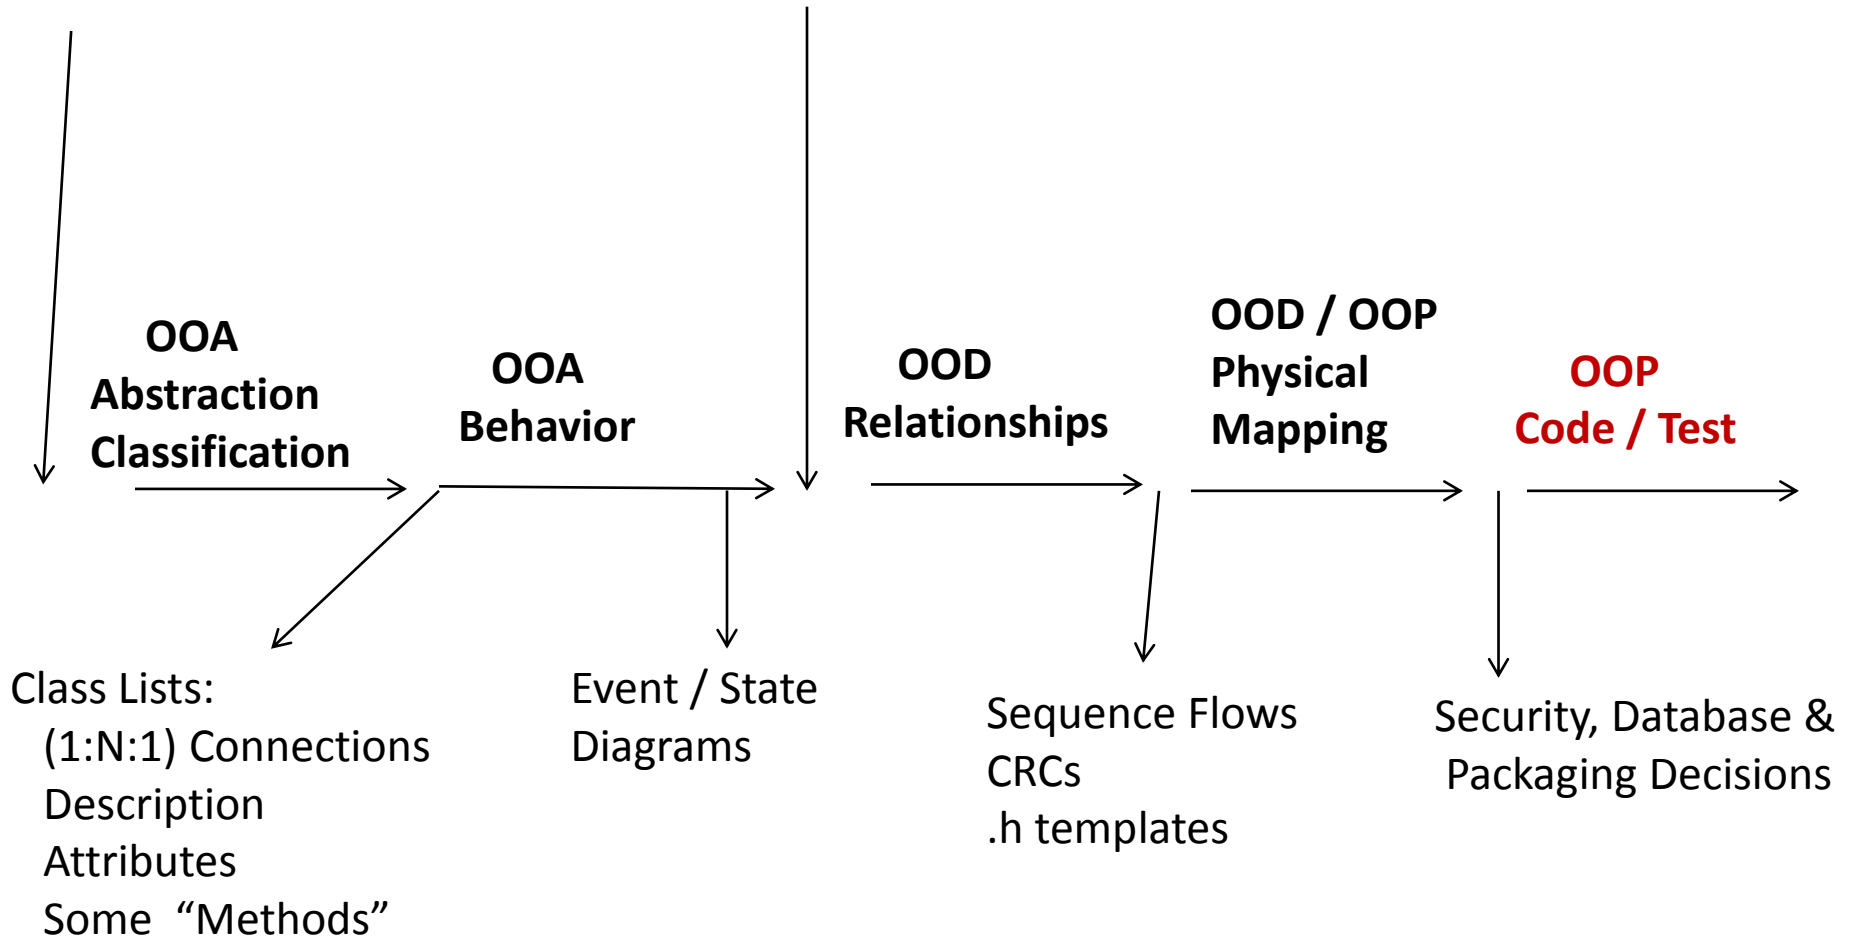 OOA
Abstraction
Classification
OOA
Behavior
OOD
Relationships
OOD / OOP
Physical
Mapping
OOP
Code / Test
Class Lists:
(1:N:1) Connections
Description
Attributes
Some “Methods”
Event / State
Diagrams
Sequence Flows
CRCs
.h templates
Security, Database &
Packaging Decisions